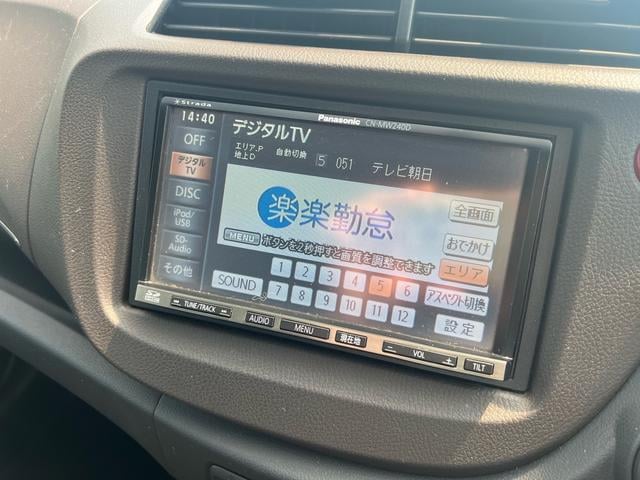 Strada
Panasonic CN-MW240D
14:40
デジタルTV
OFF
エリア.P 自動切換 5 051 テレビ朝日
地上D
デジタル
TV
DISC
iPod/
USB
SD-
Audio
その他
楽楽勤怠
MENU ボタンを2秒押すと画質を調整できます
全画面
おでかけ
エリア
アスペクト切換
設定
SOUND
1 2 3 4 5 6
7 8 9 10 11 12
TUNE/TRACK
AUDIO
MENU
現在地
- VOL +
TILT